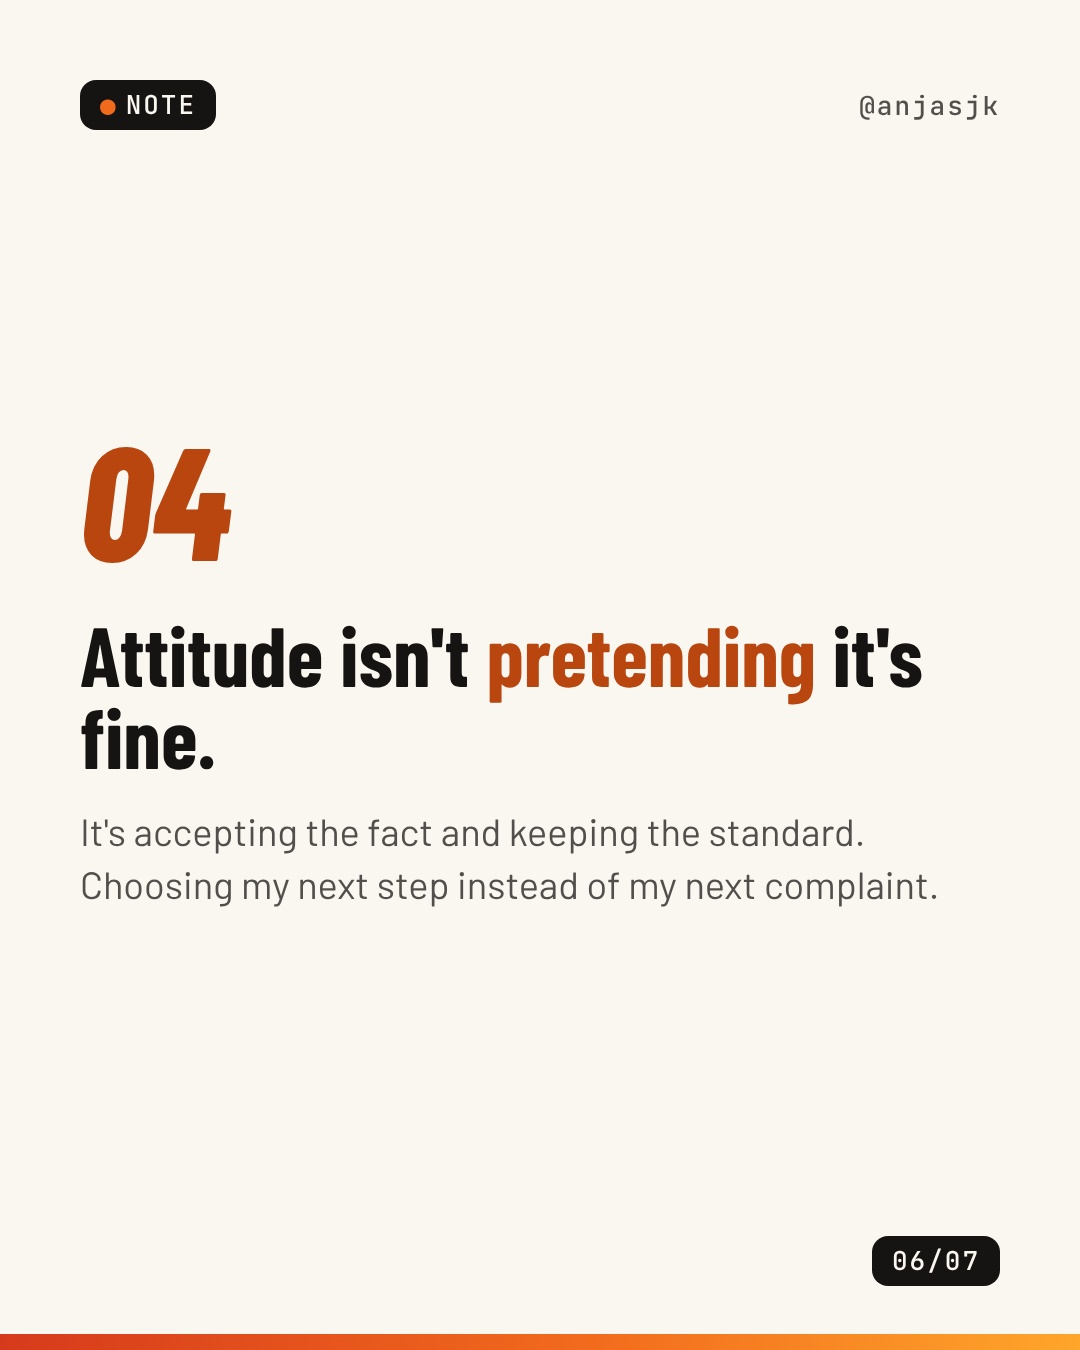 NOTE
@anjasjk
04
Attitude isn't pretending it's
fine.
It's accepting the fact and keeping the standard.
Choosing my next step instead of my next complaint.
06/07